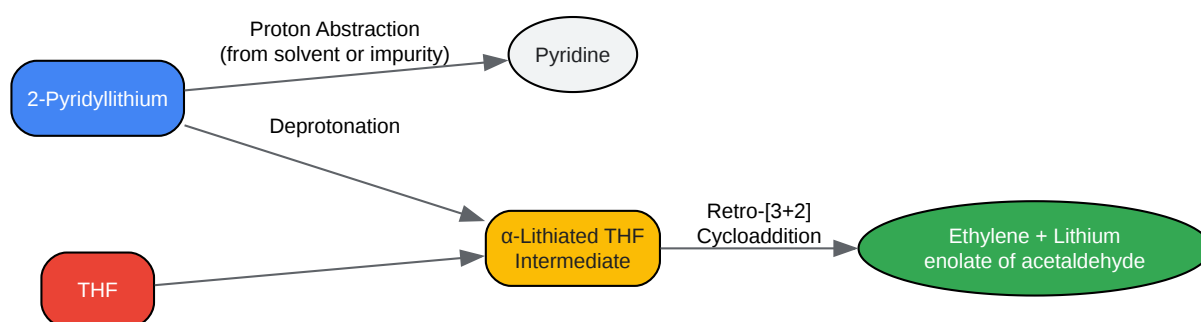 Proton Abstraction
(from solvent or impurity)
Pyridine
2-Pyridyllithium
Deprotonation
Retro-[3+2]
Cycloaddition
α-Lithiated THF
Intermediate
Ethylene + Lithium
enolate of acetaldehyde
THF